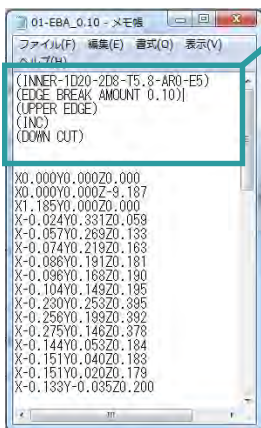 01-EBA_0.10 - メモ帳
ファイル(F) 編集(E) 書式(O) 表示(V)
ヘルプ(H)
(INNER-1D20-2D8-T5.8-AR0-E5)
(EDGE BREAK AMOUNT 0.10)
(UPPER EDGE)
(INC)
(DOWN CUT)
X0.000Y0.000Z0.000
X0.000Y0.000Z-9.187
X1.185Y0.000Z0.000
X-0.024Y0.331Z0.059
X-0.057Y0.269Z0.133
X-0.074Y0.219Z0.163
X-0.086Y0.191Z0.181
X-0.096Y0.168Z0.190
X-0.104Y0.149Z0.195
X-0.230Y0.253Z0.395
X-0.256Y0.199Z0.392
X-0.275Y0.146Z0.378
X-0.144Y0.053Z0.184
X-0.151Y0.040Z0.183
X-0.151Y0.020Z0.179
X-0.133Y-0.035Z0.200